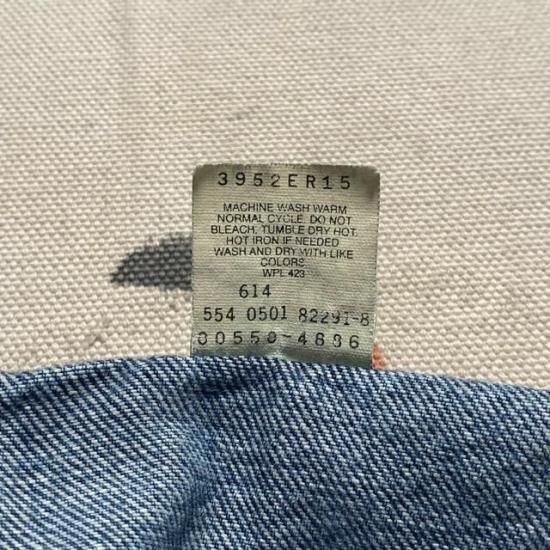 3952ER15
MACHINE WASH WARM
NORMAL CYCLE. DO NOT
BLEACH. TUMBLE DRY HOT.
HOT IRON IF NEEDED
WASH AND DRY WITH LIKE
COLORS
WPL 423
614
554 0501 82291-8
00550-4886